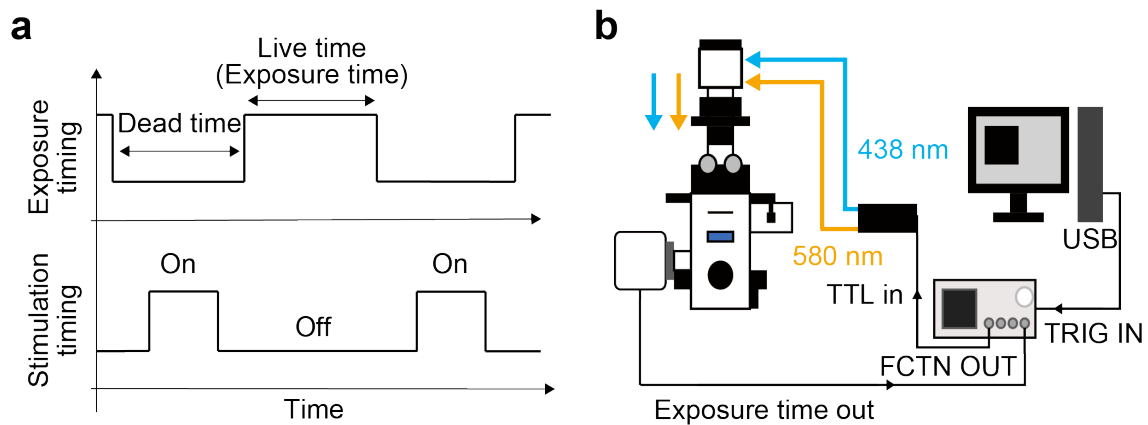 a
Live time
(Exposure time)
Dead time
Exposure
timing
On
On
Off
Stimulation
timing
Time
b
438 nm
580 nm
USB
TTL in
TRIG IN
FCTN OUT
Exposure time out